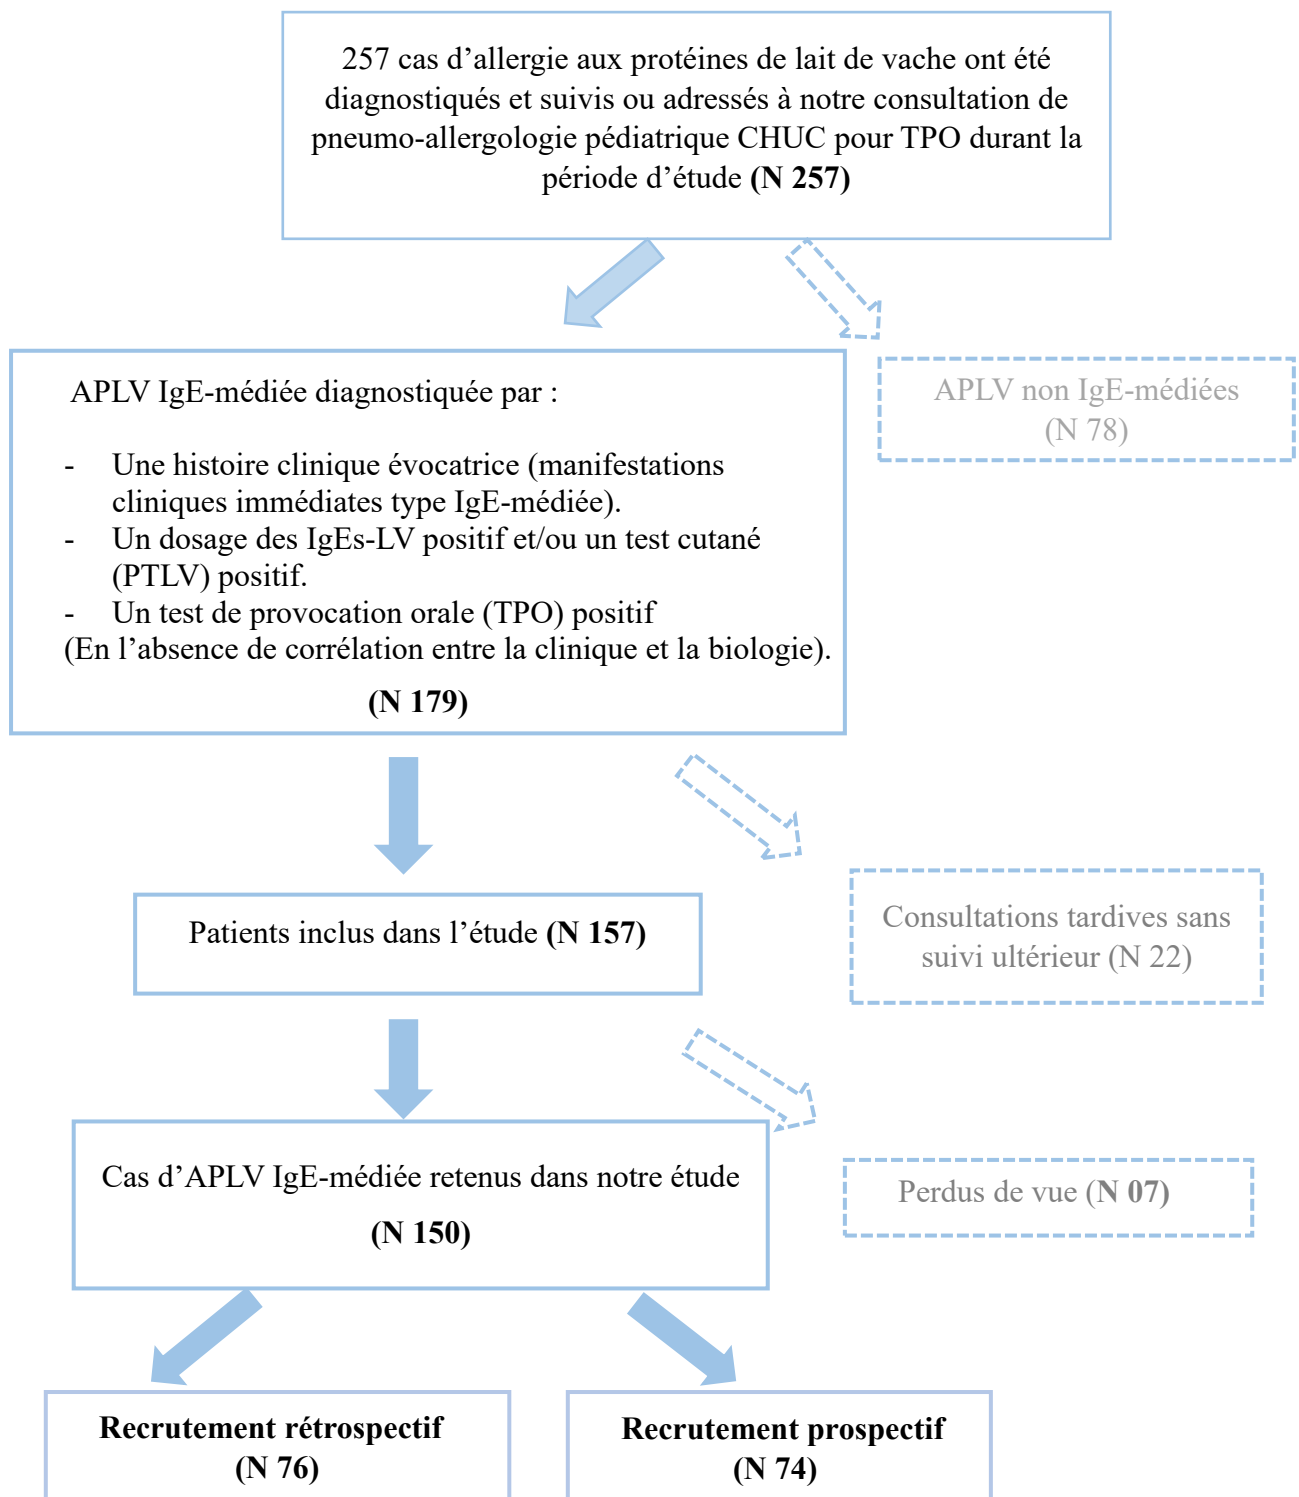 257 cas d’allergie aux protéines de lait de vache ont été
diagnostiqués et suivis ou adressés à notre consultation de
pneumo-allergologie pédiatrique CHUC pour TPO durant la
période d’étude (N 257)
APLV IgE-médiée diagnostiquée par :
- Une histoire clinique évocatrice (manifestations
cliniques immédiates type IgE-médiée).
- Un dosage des IgEs-LV positif et/ou un test cutané
(PTLV) positif.
- Un test de provocation orale (TPO) positif
(En l’absence de corrélation entre la clinique et la biologie).
(N 179)
APLV non IgE-médiées
(N 78)
Patients inclus dans l’étude (N 157)
Consultations tardives sans
suivi ultérieur (N 22)
Cas d’APLV IgE-médiée retenus dans notre étude
(N 150)
Perdus de vue (N 07)
Recrutement rétrospectif
(N 76)
Recrutement prospectif
(N 74)